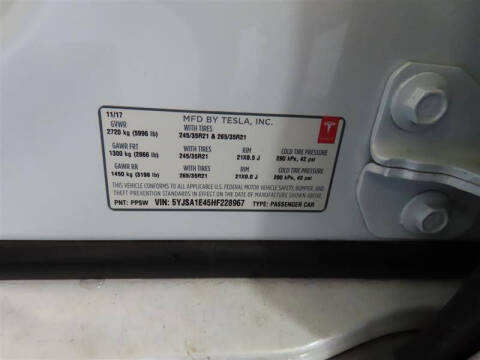 11/17 MFD BY TESLA, INC.
GVWR WITH TIRES
2720 kg (5996 lb) 245/35R21 & 265/35R21
GAWR FRT WITH TIRES RIM COLD TIRE PRESSURE
1300 kg (2866 lb) 245/35R21 21X8.5 J 290 kPa, 42 psi
GAWR RR WITH TIRES RIM COLD TIRE PRESSURE
1450 kg (3196 lb) 265/35R21 21X9.0 J 290 kPa, 42 psi
THIS VEHICLE CONFORMS TO ALL APPLICABLE U.S. FEDERAL MOTOR VEHICLE SAFETY, BUMPER, AND
THEFT PREVENTION STANDARDS IN EFFECT ON THE DATE OF MANUFACTURE SHOWN ABOVE.
PNT: PPSW VIN: 5YJSA1E45HF228967 TYPE: PASSENGER CAR